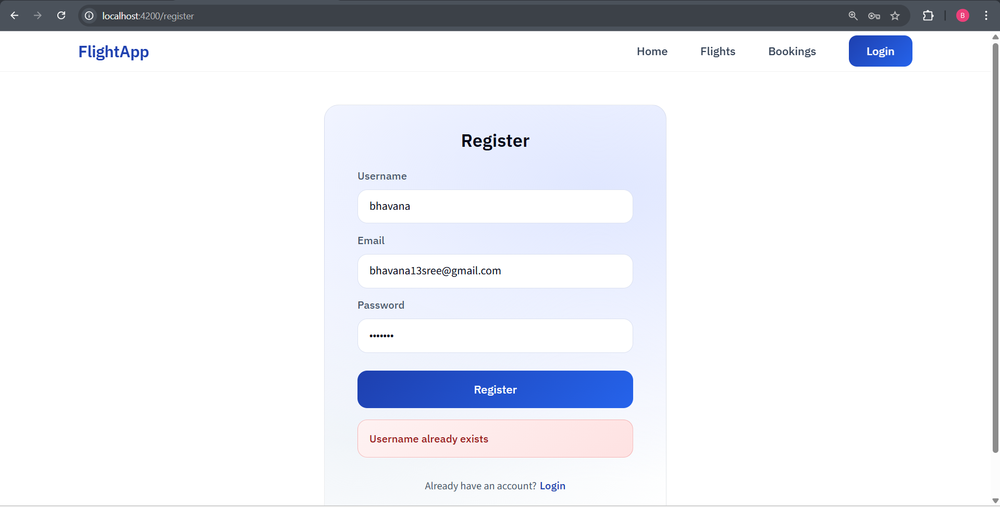 localhost:4200/register
B
FlightApp
Home
Flights
Bookings
Login
Register
Username
bhavana
Email
bhavana13sree@gmail.com
Password
•••••••
Register
Username already exists
Already have an account? Login